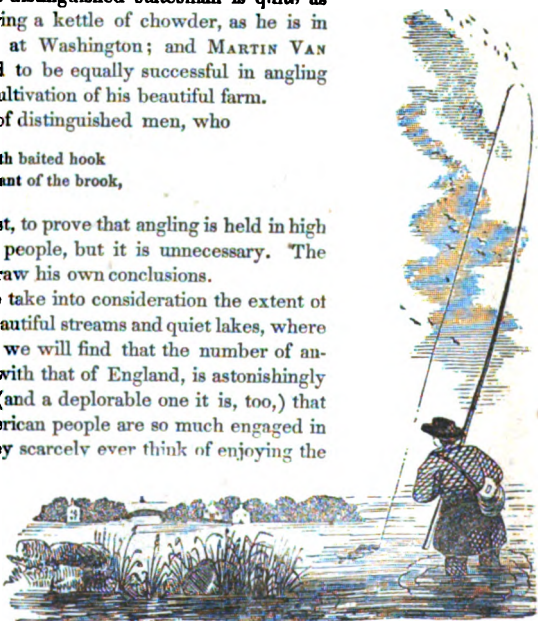 distinguished statesman is quite as
ing a kettle of chowder, as he is in
at Washington; and MARTIN VAN
to be equally successful in angling
ultivation of his beautiful farm.
of distinguished men, who
th baited hook
ant of the brook,
st, to prove that angling is held in high
people, but it is unnecessary. The
raw his own conclusions.
take into consideration the extent of
autiful streams and quiet lakes, where
we will find that the number of an-
with that of England, is astonishingly
(and a deplorable one it is, too,) that
rican people are so much engaged in
y scarcely ever think of enjoying the